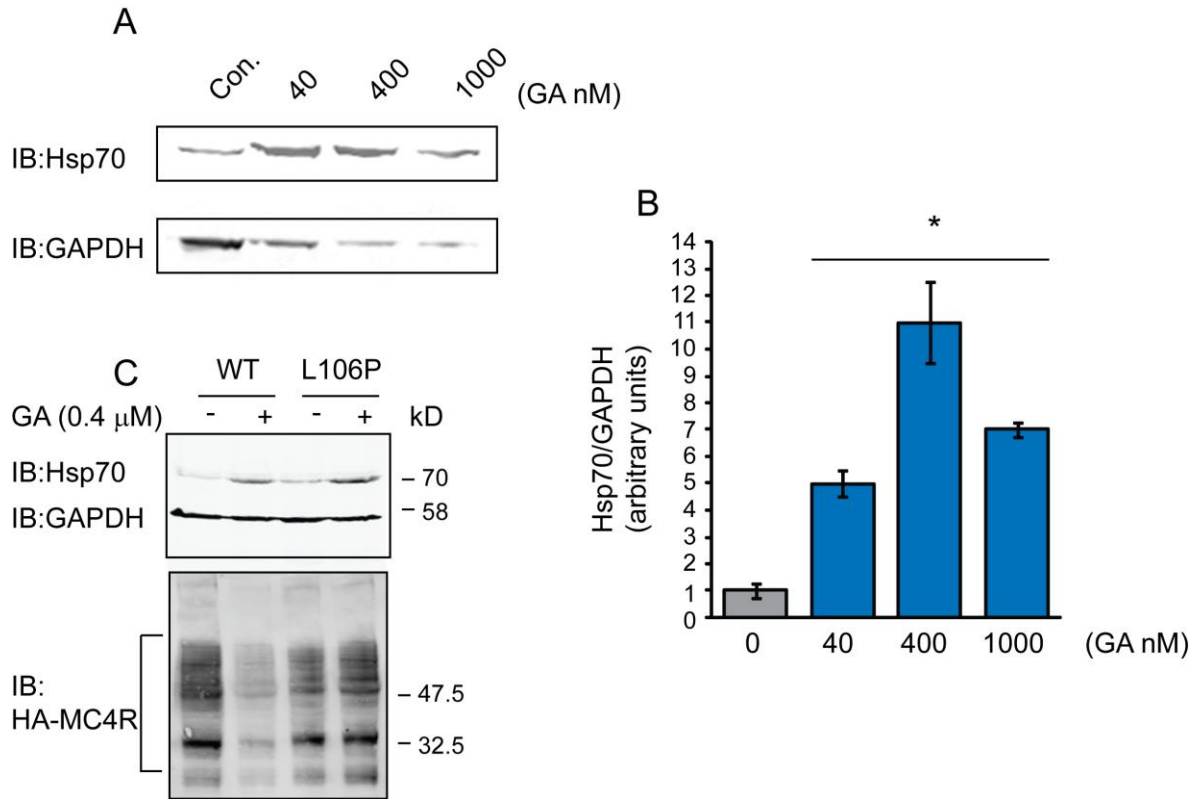 A
Con. 40 400 1000 (GA nM)
IB:Hsp70
IB:GAPDH
B
*
Hsp70/GAPDH
(arbitrary units)
14
13
12
11
10
9
8
7
6
5
4
3
2
1
0
0 40 400 1000 (GA nM)
C
WT L106P
GA (0.4 μM) - + - + kD
IB:Hsp70 – 70
IB:GAPDH – 58
IB:
HA-MC4R
– 47.5
– 32.5